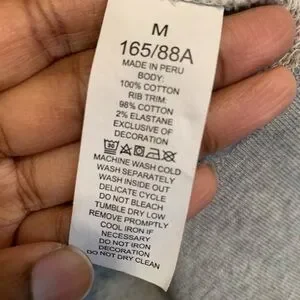 M
165/88A
MADE IN PERU
BODY:
100% COTTON
RIB TRIM:
98% COTTON
2% ELASTANE
EXCLUSIVE OF
DECORATION
MACHINE WASH COLD
WASH SEPARATELY
WASH INSIDE OUT
DELICATE CYCLE
DO NOT BLEACH
TUMBLE DRY LOW
REMOVE PROMPTLY
COOL IRON IF
NECESSARY
DO NOT IRON
DECORATION
DO NOT DRY CLEAN